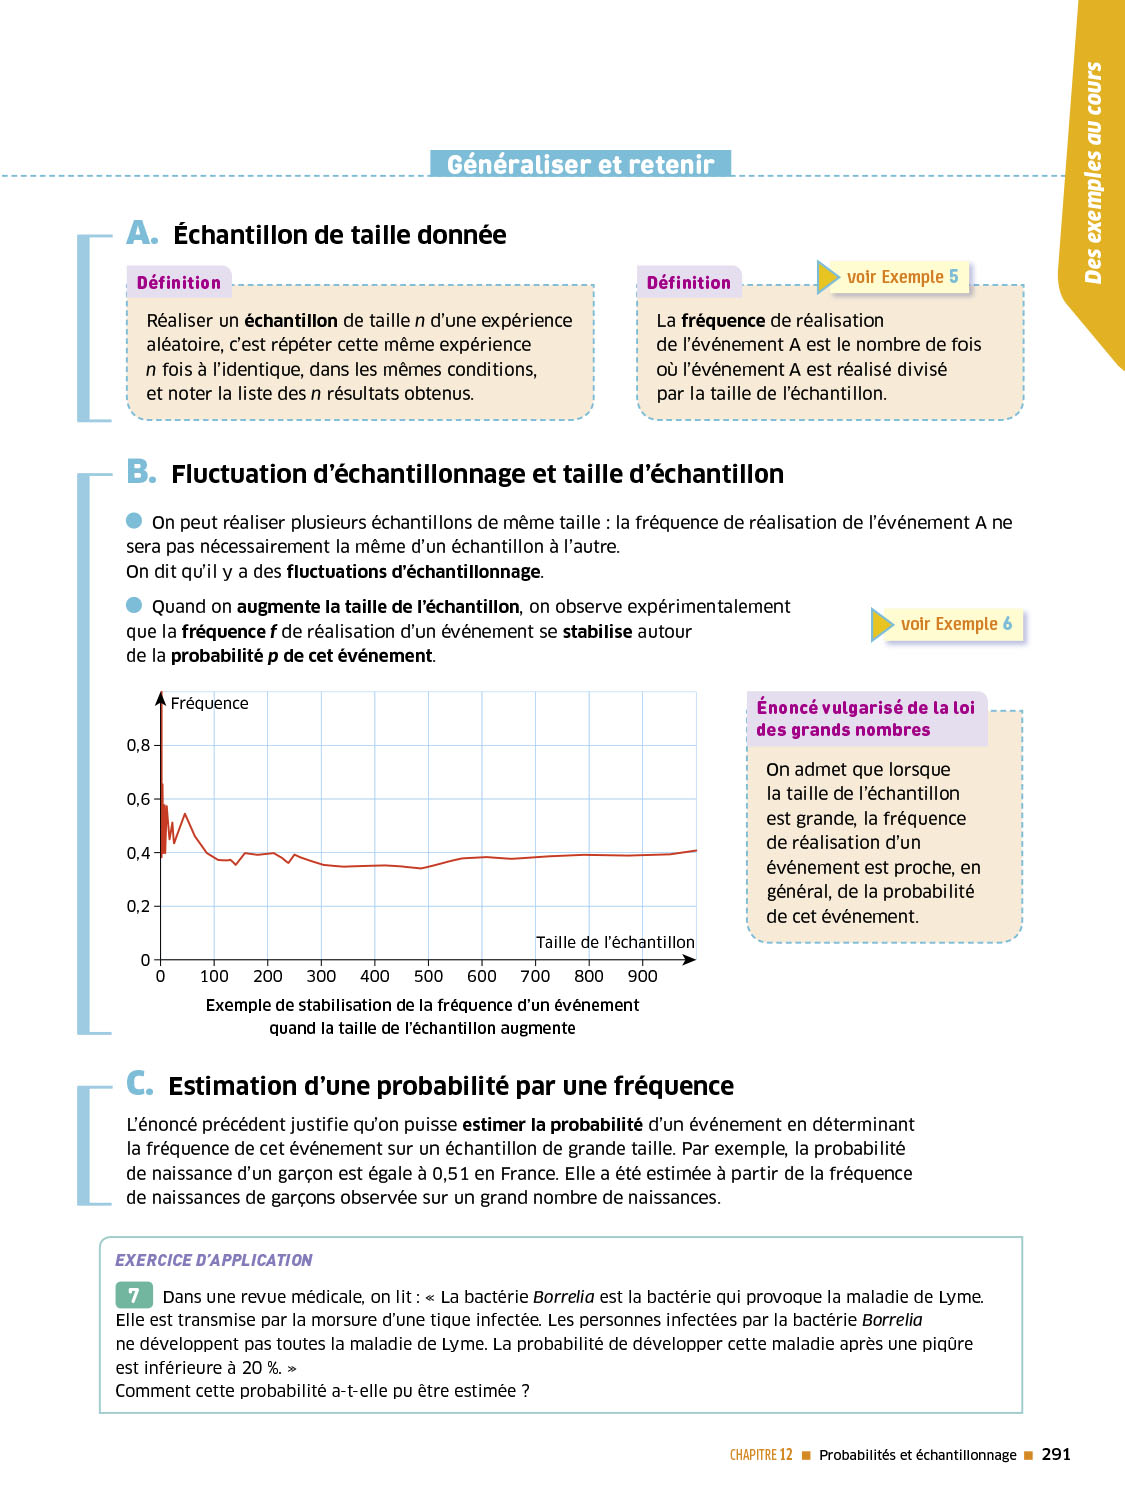 Des exemples au cours
Généraliser et retenir
A. Échantillon de taille donnée
Définition
Réaliser un échantillon de taille n d'une expérience
aléatoire, c'est répéter cette même expérience
n fois à l'identique, dans les mêmes conditions,
et noter la liste des n résultats obtenus.
Définition
voir Exemple 5
La fréquence de réalisation
de l'événement A est le nombre de fois
où l'événement A est réalisé divisé
par la taille de l'échantillon.
B. Fluctuation d'échantillonnage et taille d'échantillon
On peut réaliser plusieurs échantillons de même taille : la fréquence de réalisation de l'événement A ne
sera pas nécessairement la même d'un échantillon à l'autre.
On dit qu'il y a des fluctuations d'échantillonnage.
Quand on augmente la taille de l'échantillon, on observe expérimentalement
que la fréquence f de réalisation d'un événement se stabilise autour
de la probabilité p de cet événement.
voir Exemple 6
Fréquence
0,8
0,6
0,4
0,2
0
Taille de l'échantillon
0 100 200 300 400 500 600 700 800 900
Exemple de stabilisation de la fréquence d'un événement
quand la taille de l'échantillon augmente
Énoncé vulgarisé de la loi
des grands nombres
On admet que lorsque
la taille de l'échantillon
est grande, la fréquence
de réalisation d'un
événement est proche, en
général, de la probabilité
de cet événement.
C. Estimation d'une probabilité par une fréquence
L'énoncé précédent justifie qu'on puisse estimer la probabilité d'un événement en déterminant
la fréquence de cet événement sur un échantillon de grande taille. Par exemple, la probabilité
de naissance d'un garçon est égale à 0,51 en France. Elle a été estimée à partir de la fréquence
de naissances de garçons observée sur un grand nombre de naissances.
EXERCICE D'APPLICATION
7 Dans une revue médicale, on lit : « La bactérie Borrelia est la bactérie qui provoque la maladie de Lyme.
Elle est transmise par la morsure d'une tique infectée. Les personnes infectées par la bactérie Borrelia
ne développent pas toutes la maladie de Lyme. La probabilité de développer cette maladie après une piqûre
est inférieure à 20 %. »
Comment cette probabilité a-t-elle pu être estimée ?
CHAPITRE 12 ■ Probabilités et échantillonnage ■ 291